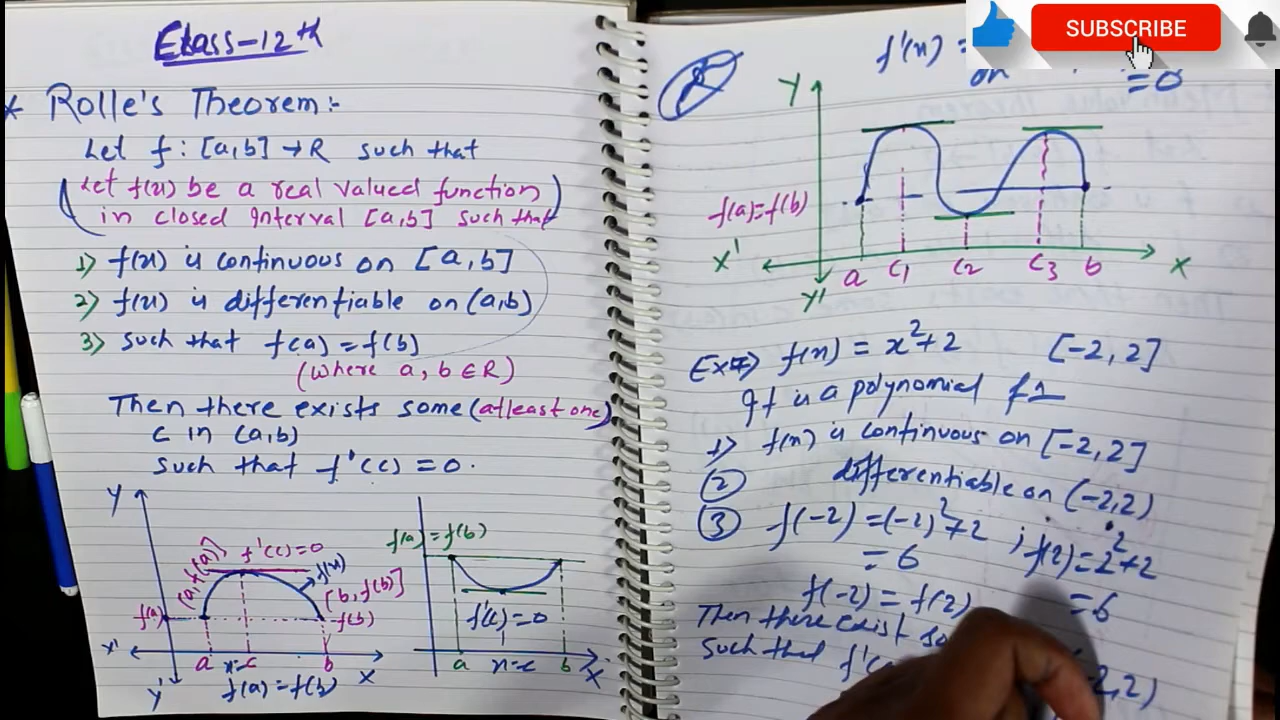 Class-12th
* Rolle's Theorem:-
Let f : [a,b] → R such that
(Let f(x) be a real valued function
in closed Interval [a,b] such that)
1) f(x) is continuous on [a,b]
2) f(x) is differentiable on (a,b)
3) such that f(a) = f(b)
(where a, b ∈ R)
Then there exists some (atleast one)
c in (a,b)
such that f'(c) = 0.
Y
f'(c)=0
(a, f(a))
f(x)
[b, f(b)]
f(a)
f(b)
X'
a
x=c
b
X
Y'
f(a)=f(b)
f(a)=f(b)
f'(c)=0
a
x=c
b
X
SUBSCRIBE
f'(x) =
on
=0
Y
f(a)=f(b)
X'
a
c1
c2
c3
b
X
Y'
f(x) = x²+2 [-2, 2]
It is a polynomial
1) f(x) is continuous on [-2,2]
2 differentiable on (-2,2)
3 f(-2) = (-2)²+2 ; f(2) = 2²+2
= 6
= 6
f(-2) = f(2)
Then there exist
such that
2,2)